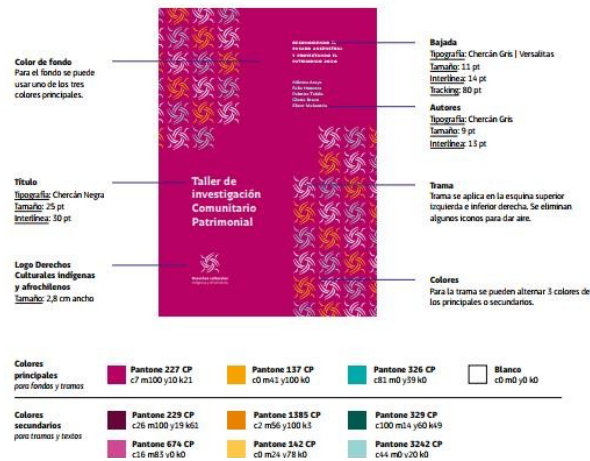 Color de fondo
Para el fondo se puede
usar uno de los tres
colores principales.
Título
Tipografía: Chercán Negra
Tamaño: 25 pt
Interlínea: 30 pt
Logo Derechos
Culturales indígenas
y afrochilenos
Tamaño: 2,8 cm ancho
Taller de
investigación
Comunitario
Patrimonial
Bajada
Tipografía: Chercán Gris | Versalitas
Tamaño: 11 pt
Interlínea: 14 pt
Tracking: 80 pt
Autores
Tipografía: Chercán Gris
Tamaño: 9 pt
Interlínea: 13 pt
Trama
Trama se aplica en la esquina superior
izquierda e inferior derecha. Se eliminan
algunos iconos para dar aire.
Colores
Para la trama se pueden alternar 3 colores de
los principales o secundarios.
Colores
principales
para fondos y tramas
Pantone 227 CP
c7 m100 y10 k21
Pantone 137 CP
c0 m41 y100 k0
Pantone 326 CP
c81 m0 y39 k0
Blanco
c0 m0 y0 k0
Colores
secundarios
para tramas y textos
Pantone 229 CP
c26 m100 y19 k61
Pantone 1385 CP
c2 m56 y100 k3
Pantone 329 CP
c100 m14 y60 k49
Pantone 674 CP
c16 m83 y0 k0
Pantone 142 CP
c0 m24 y78 k0
Pantone 3242 CP
c44 m0 y20 k0